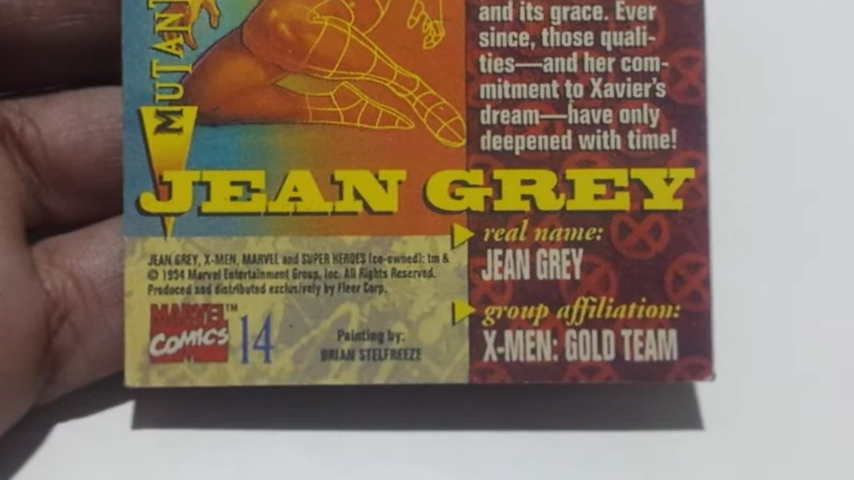 MUTANT
and its grace. Ever
since, those quali-
ties—and her com-
mitment to Xavier's
dream—have only
deepened with time!
JEAN GREY
real name:
JEAN GREY
group affiliation:
X-MEN: GOLD TEAM
JEAN GREY, X-MEN, MARVEL and SUPER HEROES (co-owned): tm &
© 1994 Marvel Entertainment Group, Inc. All Rights Reserved.
Produced and distributed exclusively by Fleer Corp.
MARVEL™
COMICS
14
Painting by:
BRIAN STELFREEZE